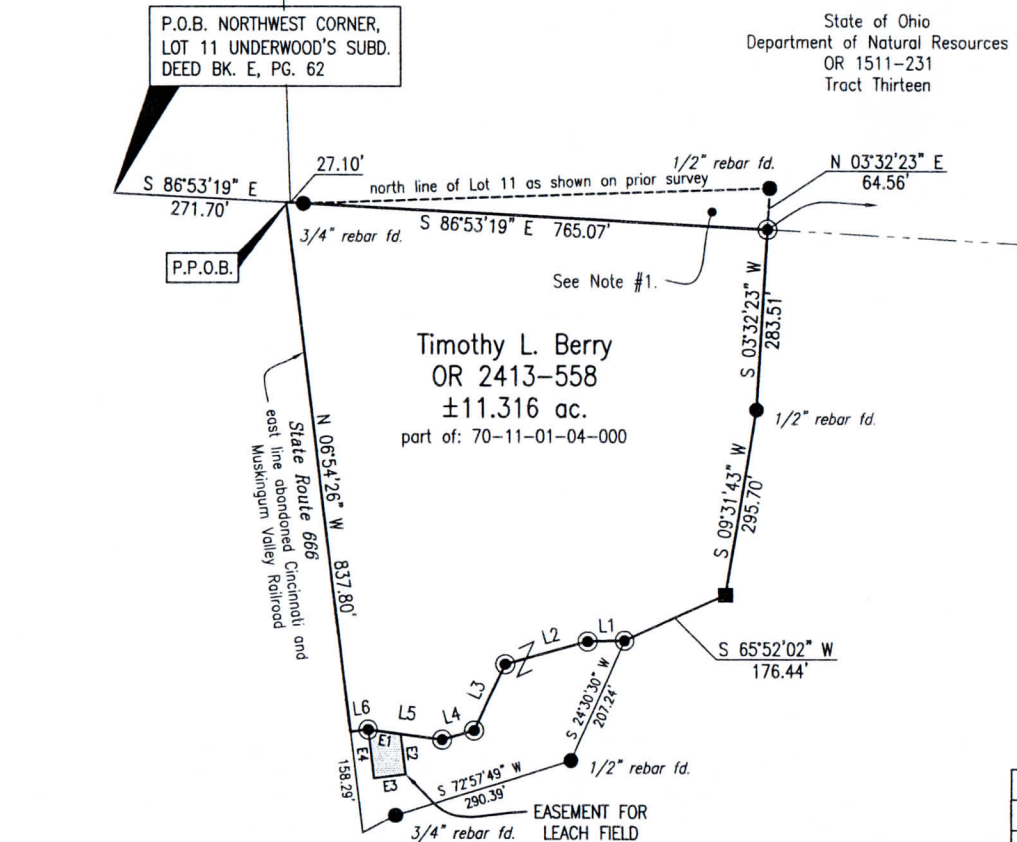 P.O.B. NORTHWEST CORNER,
LOT 11 UNDERWOOD'S SUBD.
DEED BK. E, PG. 62
State of Ohio
Department of Natural Resources
OR 1511-231
Tract Thirteen
27.10'
1/2" rebar fd.
N 03°32'23" E
64.56'
S 86°53'19" E
271.70'
north line of Lot 11 as shown on prior survey
S 86°53'19" E 765.07'
3/4" rebar fd.
P.P.O.B.
See Note #1.
S 03°32'23" W
283.51'
Timothy L. Berry
OR 2413-558
±11.316 ac.
part of: 70-11-01-04-000
1/2" rebar fd.
N 06°54'26" W 837.80'
State Route 666
east line abandoned Cincinnati and
Muskingum Valley Railroad
S 09°31'43" W
295.70'
S 65°52'02" W
176.44'
L1
L2
L3
L4
L5
L6
E1
E2
E3
E4
S 24°30'30" W
207.24'
158.29'
S 72°57'49" W
290.39'
1/2" rebar fd.
3/4" rebar fd.
EASEMENT FOR
LEACH FIELD